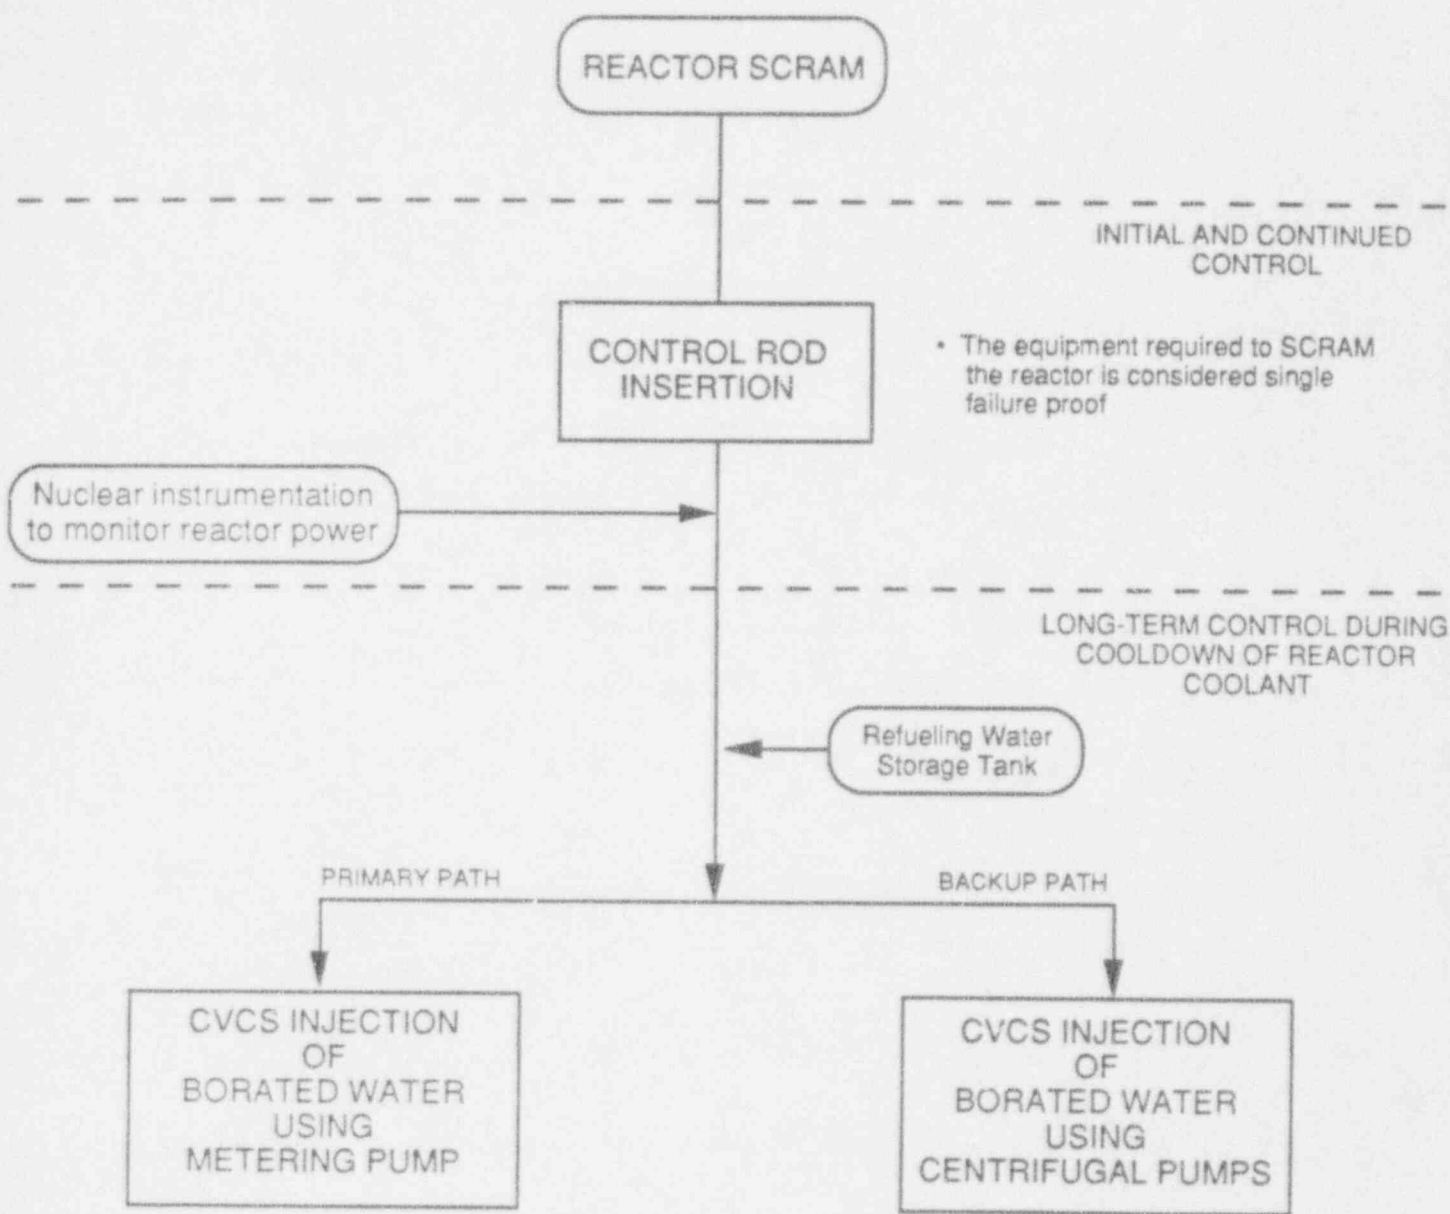 REACTOR SCRAM
INITIAL AND CONTINUED
CONTROL
CONTROL ROD
INSERTION
• The equipment required to SCRAM
the reactor is considered single
failure proof
Nuclear instrumentation
to monitor reactor power
LONG-TERM CONTROL DURING
COOLDOWN OF REACTOR
COOLANT
Refueling Water
Storage Tank
PRIMARY PATH
BACKUP PATH
CVCS INJECTION
OF
BORATED WATER
USING
METERING PUMP
CVCS INJECTION
OF
BORATED WATER
USING
CENTRIFUGAL PUMPS